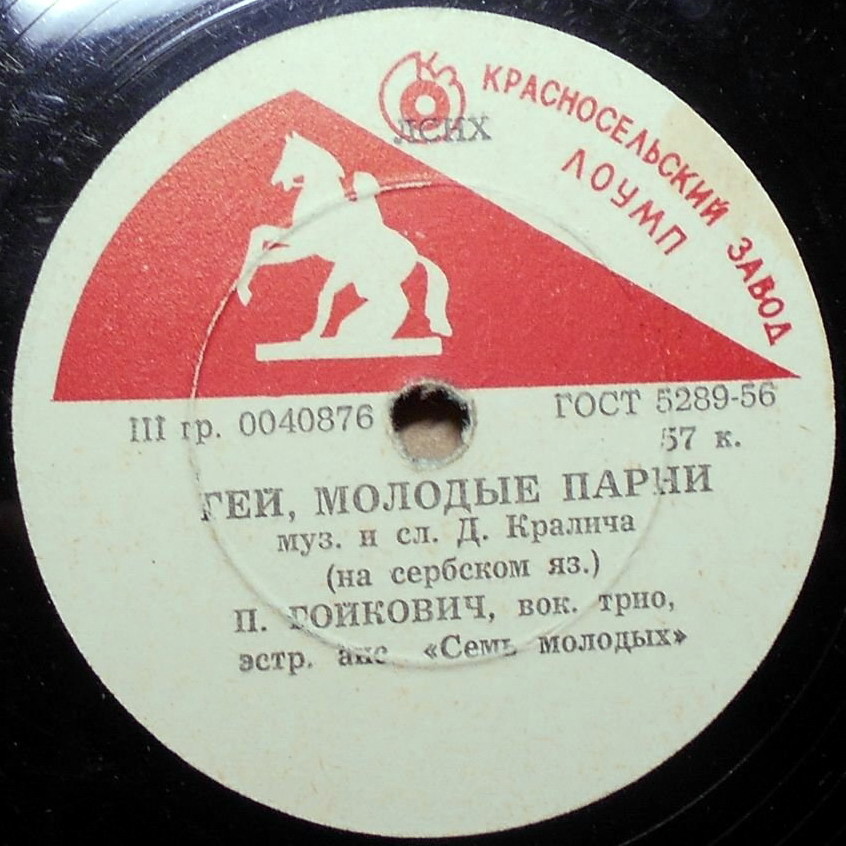 КЗ
ЛСНХ
КРАСНОСЕЛЬСКИЙ ЗАВОД
ЛОУМП
III гр. 0040876
ГОСТ 5289-56
57 к.
ГЕЙ, МОЛОДЫЕ ПАРНИ
муз. и сл. Д. Кралича
(на сербском яз.)
П. ГОЙКОВИЧ, вок. трио,
эстр. анс. «Семь молодых»